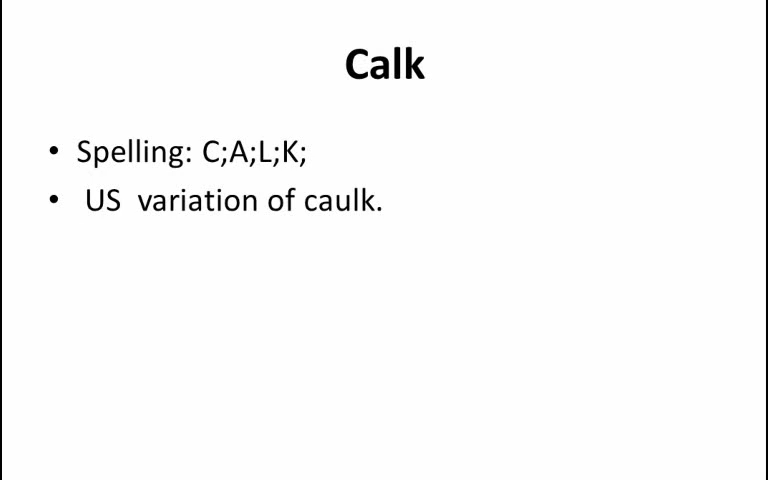 Calk
• Spelling: C;A;L;K;
• US  variation of caulk.